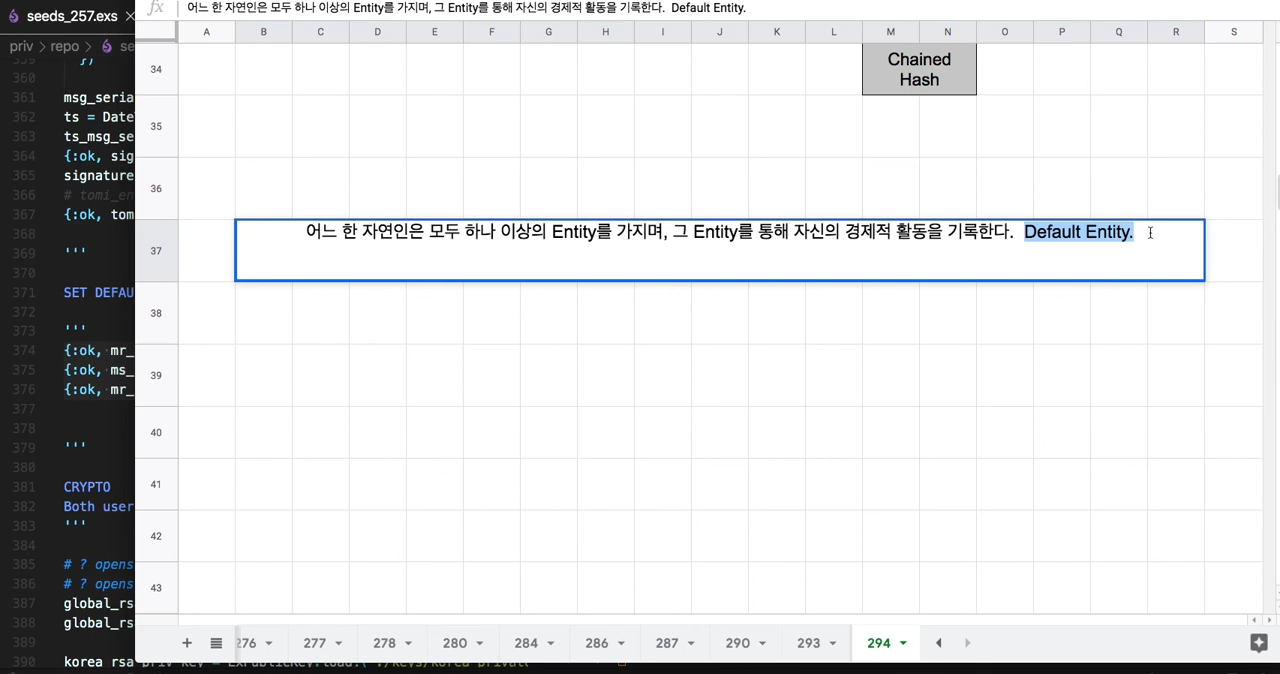 seeds_257.exs
어느 한 자연인은 모두 하나 이상의 Entity를 가지며, 그 Entity를 통해 자신의 경제적 활동을 기록한다.  Default Entity.
priv > repo > se
A B C D E F G H I J K L M N O P Q R S
34
Chained
Hash
35
36
37
어느 한 자연인은 모두 하나 이상의 Entity를 가지며, 그 Entity를 통해 자신의 경제적 활동을 기록한다.  Default Entity.
38
39
40
41
42
43
360
361 msg_seria
362 ts = Date
363 ts_msg_se
364 {:ok, sig
365 signature
366 # tomi_en
367 {:ok, tom
368
369 '''
370
371 SET DEFAU
372
373 '''
374 {:ok, mr_
375 {:ok, ms_
376 {:ok, mr_
377
378
379 '''
380
381 CRYPTO
382 Both user
383 '''
384
385 # ? opens
386 # ? opens
387 global_rs
388 global_rs
389
390 korea_rsa
+ 276 277 278 280 284 286 287 290 293 294